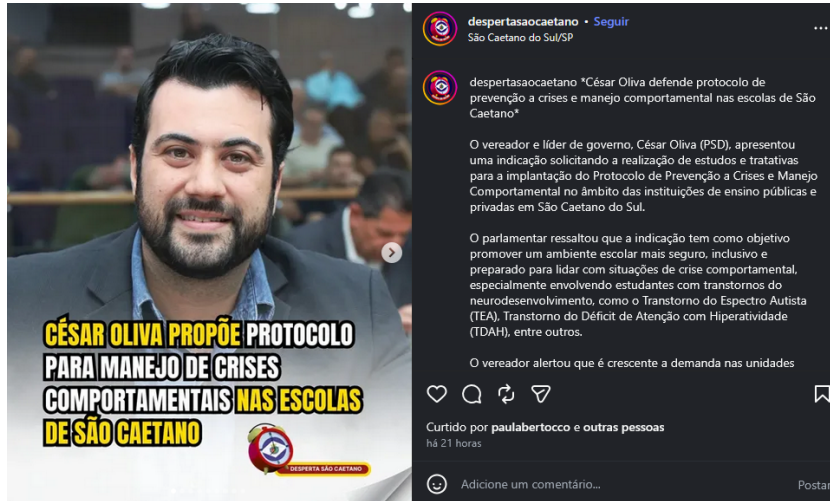 CÉSAR OLIVA PROPÕE PROTOCOLO
PARA MANEJO DE CRISES
COMPORTAMENTAIS NAS ESCOLAS
DE SÃO CAETANO
DESPERTA SÃO CAETANO
despertasaocaetano • Seguir
São Caetano do Sul/SP
despertasaocaetano *César Oliva defende protocolo de
prevenção a crises e manejo comportamental nas escolas de São
Caetano*
O vereador e líder de governo, César Oliva (PSD), apresentou
uma indicação solicitando a realização de estudos e tratativas
para a implantação do Protocolo de Prevenção a Crises e Manejo
Comportamental no âmbito das instituições de ensino públicas e
privadas em São Caetano do Sul.
O parlamentar ressaltou que a indicação tem como objetivo
promover um ambiente escolar mais seguro, inclusivo e
preparado para lidar com situações de crise comportamental,
especialmente envolvendo estudantes com transtornos do
neurodesenvolvimento, como o Transtorno do Espectro Autista
(TEA), Transtorno do Déficit de Atenção com Hiperatividade
(TDAH), entre outros.
O vereador alertou que é crescente a demanda nas unidades
Curtido por paulabertocco e outras pessoas
há 21 horas
Adicione um comentário...
Postar